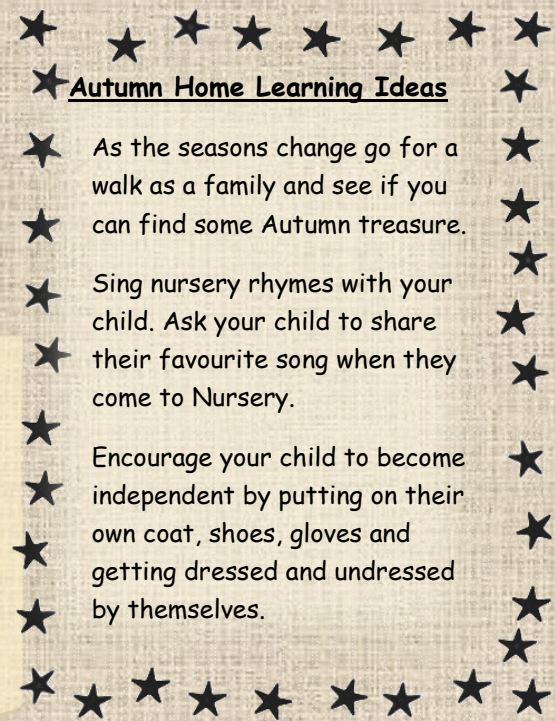 Autumn Home Learning Ideas
As the seasons change go for a
walk as a family and see if you
can find some Autumn treasure.
Sing nursery rhymes with your
child. Ask your child to share
their favourite song when they
come to Nursery.
Encourage your child to become
independent by putting on their
own coat, shoes, gloves and
getting dressed and undressed
by themselves.